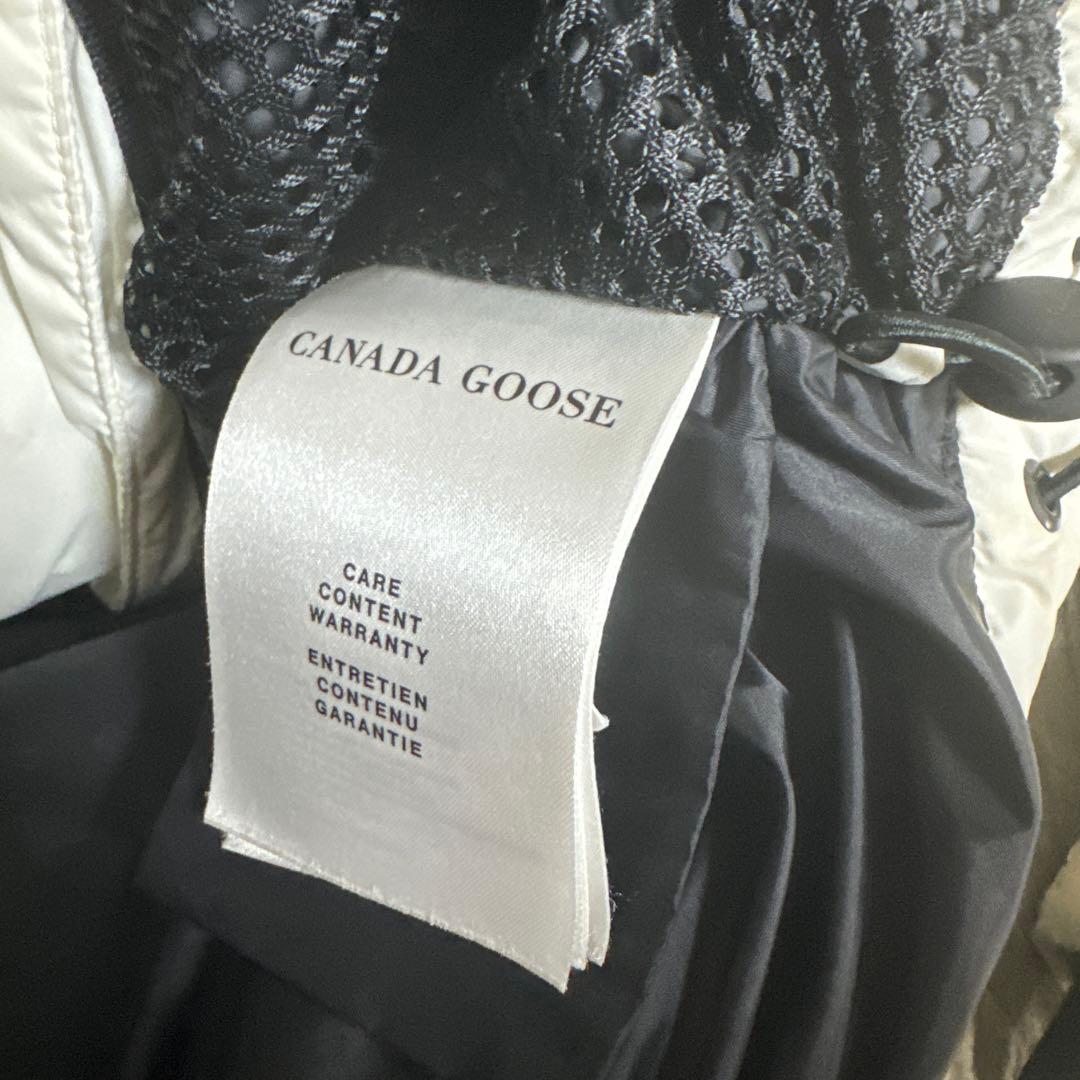 CANADA GOOSE
CARE
CONTENT
WARRANTY
ENTRETIEN
CONTENU
GARANTIE